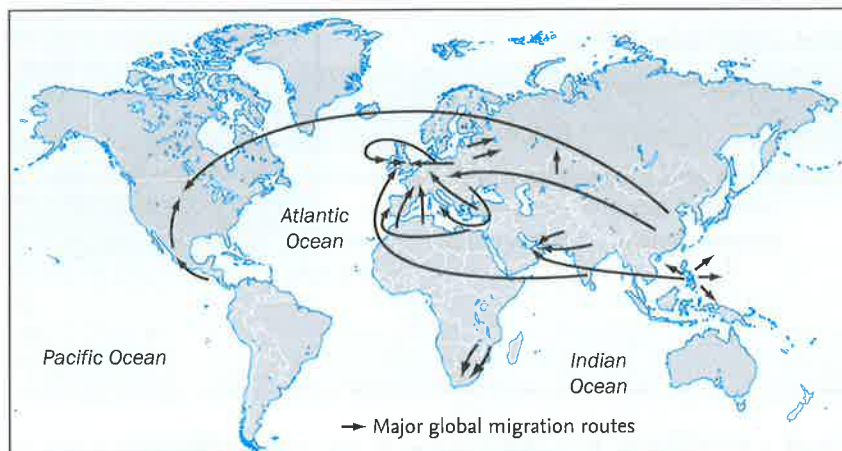 Atlantic
Ocean
Pacific Ocean
Indian
Ocean
Major global migration routes